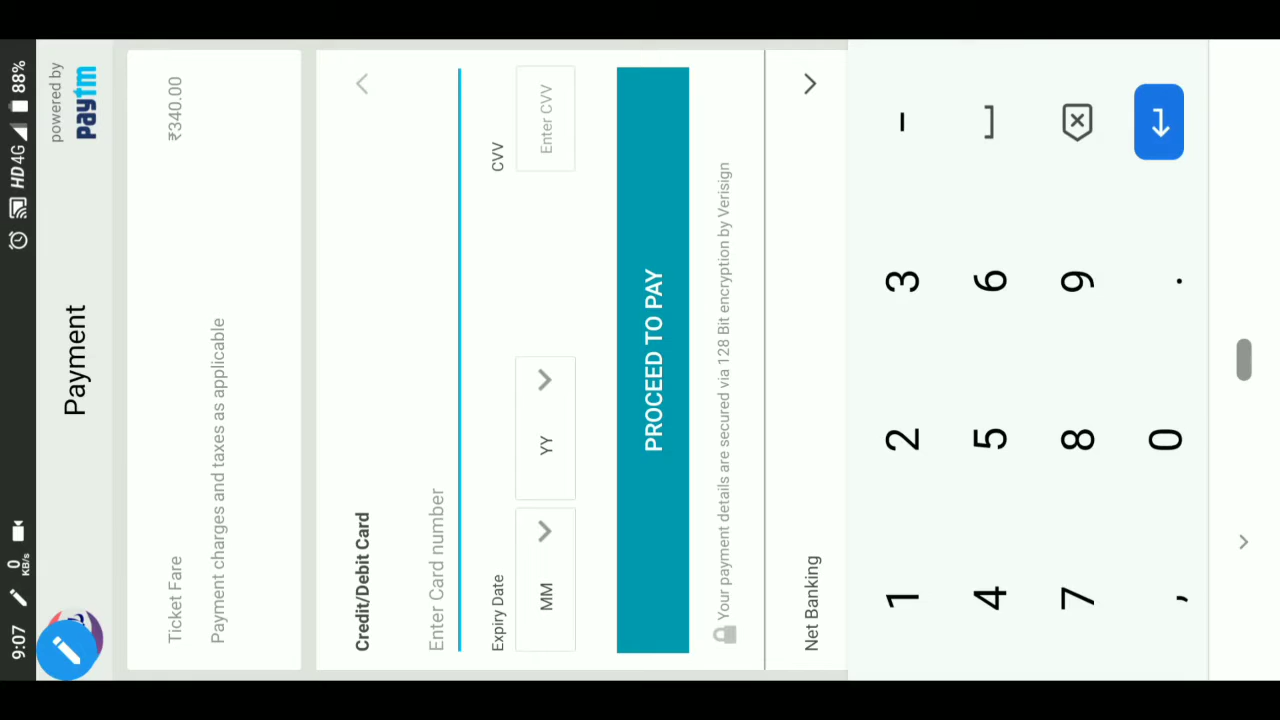 9:07 0 KB/s HD 4G 88%
Payment
powered by
paytm
Ticket Fare ₹340.00
Payment charges and taxes as applicable
Credit/Debit Card
Enter Card number
Expiry Date CVV
MM YY Enter CVV
PROCEED TO PAY
Your payment details are secured via 128 Bit encryption by Verisign
Net Banking
1 2 3 -
4 5 6
7 8 9
, 0 .